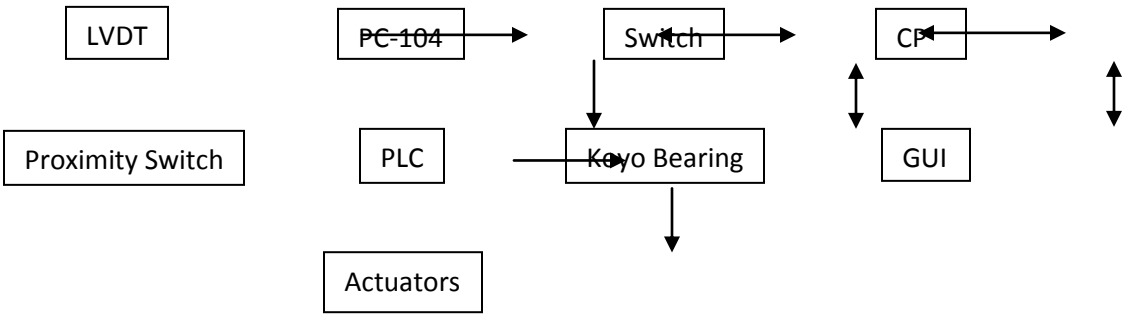 LVDT
PC-104
Switch
CP
Proximity Switch
PLC
Koyo Bearing
GUI
Actuators